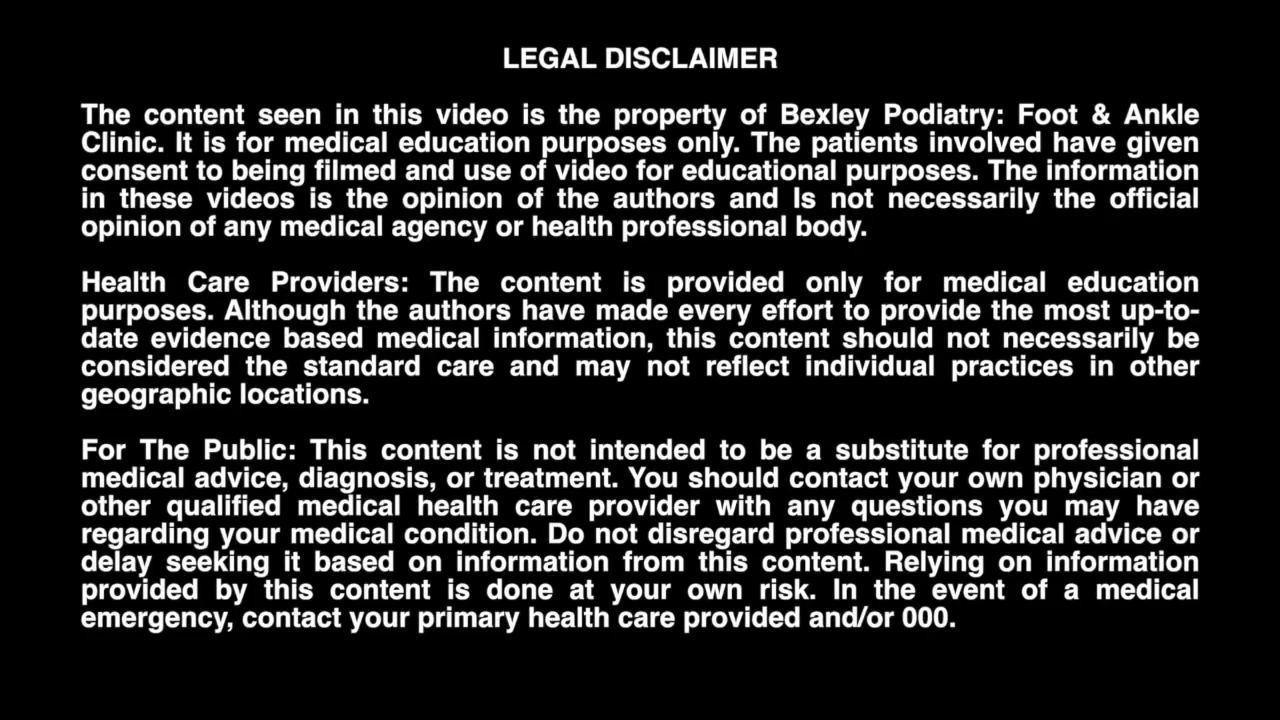 LEGAL DISCLAIMER
The content seen in this video is the property of Bexley Podiatry: Foot & Ankle
Clinic. It is for medical education purposes only. The patients involved have given
consent to being filmed and use of video for educational purposes. The information
in these videos is the opinion of the authors and Is not necessarily the official
opinion of any medical agency or health professional body.
Health Care Providers: The content is provided only for medical education
purposes. Although the authors have made every effort to provide the most up-to-
date evidence based medical information, this content should not necessarily be
considered the standard care and may not reflect individual practices in other
geographic locations.
For The Public: This content is not intended to be a substitute for professional
medical advice, diagnosis, or treatment. You should contact your own physician or
other qualified medical health care provider with any questions you may have
regarding your medical condition. Do not disregard professional medical advice or
delay seeking it based on information from this content. Relying on information
provided by this content is done at your own risk. In the event of a medical
emergency, contact your primary health care provided and/or 000.